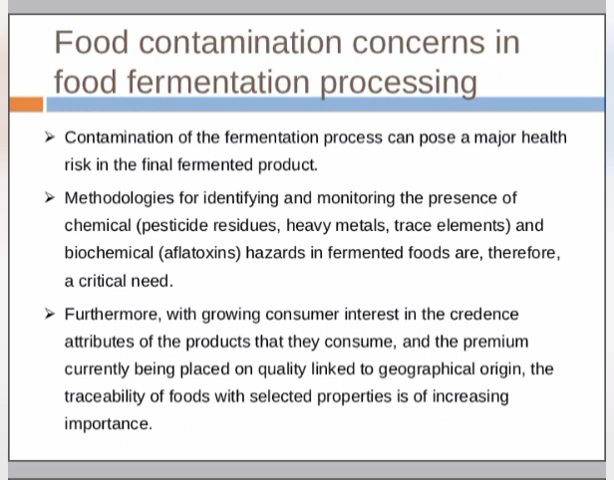 Food contamination concerns in
food fermentation processing
➢ Contamination of the fermentation process can pose a major health
risk in the final fermented product.
➢ Methodologies for identifying and monitoring the presence of
chemical (pesticide residues, heavy metals, trace elements) and
biochemical (aflatoxins) hazards in fermented foods are, therefore,
a critical need.
➢ Furthermore, with growing consumer interest in the credence
attributes of the products that they consume, and the premium
currently being placed on quality linked to geographical origin, the
traceability of foods with selected properties is of increasing
importance.